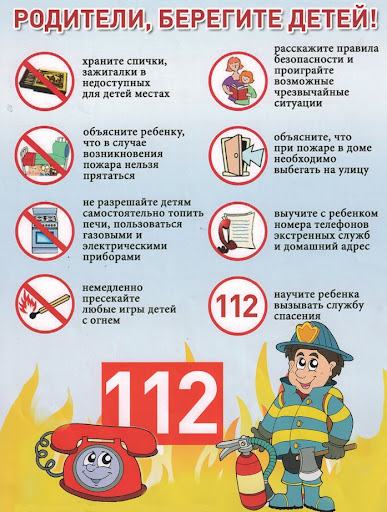 РОДИТЕЛИ, БЕРЕГИТЕ ДЕТЕЙ!
храните спички,
зажигалки в
недоступных
для детей местах
расскажите правила
безопасности и
проиграйте
возможные
чрезвычайные
ситуации
объясните ребенку,
что в случае
возникновения
пожара нельзя
прятаться
объясните, что
при пожаре в доме
необходимо
выбегать на улицу
не разрешайте детям
самостоятельно топить
печи, пользоваться
газовыми и
электрическими
приборами
выучите с ребенком
номера телефонов
экстренных служб
и домашний адрес
немедленно
пресекайте
любые игры детей
с огнем
112
научите ребенка
вызывать службу
спасения
112